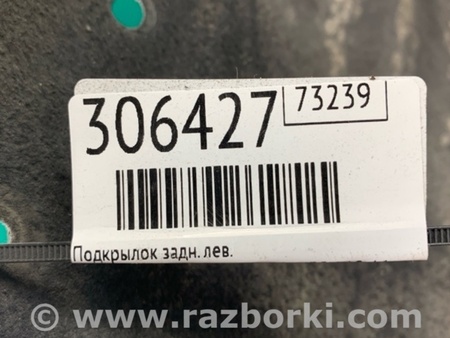 306427
73239
Подкрылок задн. лев.
© www.razborki.com